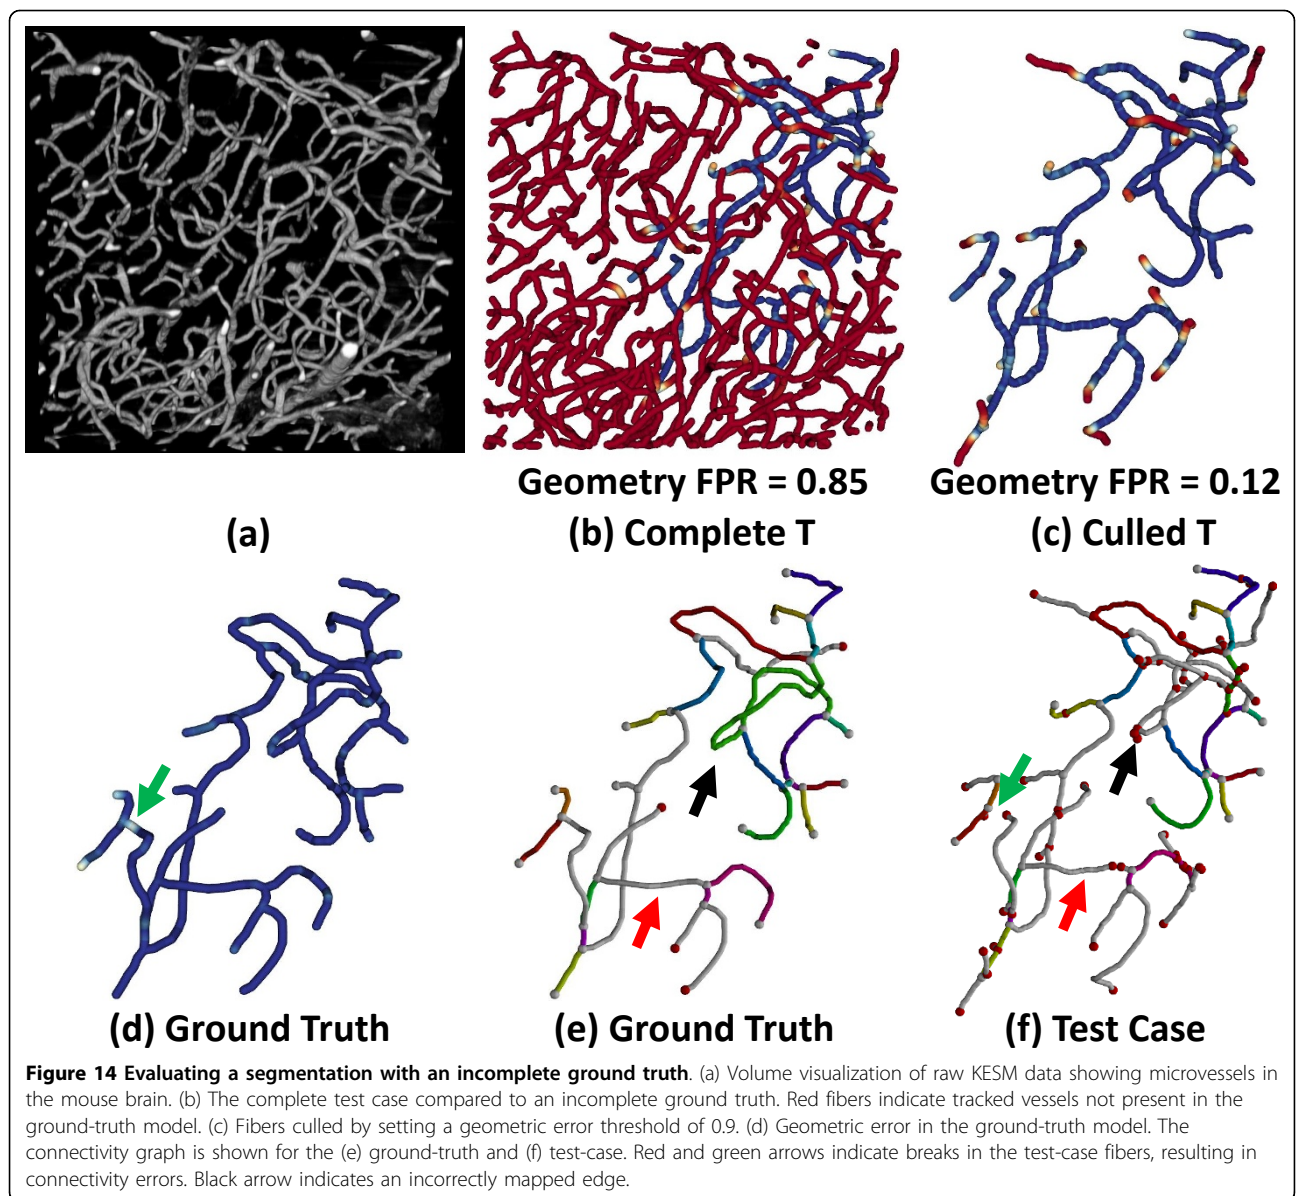 Geometry FPR = 0.85
Geometry FPR = 0.12
(a)
(b) Complete T
(c) Culled T
(d) Ground Truth
(e) Ground Truth
(f) Test Case
Figure 14 Evaluating a segmentation with an incomplete ground truth. (a) Volume visualization of raw KESM data showing microvessels in
the mouse brain. (b) The complete test case compared to an incomplete ground truth. Red fibers indicate tracked vessels not present in the
ground-truth model. (c) Fibers culled by setting a geometric error threshold of 0.9. (d) Geometric error in the ground-truth model. The
connectivity graph is shown for the (e) ground-truth and (f) test-case. Red and green arrows indicate breaks in the test-case fibers, resulting in
connectivity errors. Black arrow indicates an incorrectly mapped edge.